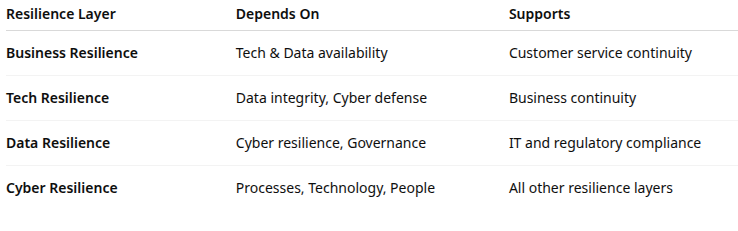 Resilience Layer Depends On Supports
Business Resilience Tech & Data availability Customer service continuity
Tech Resilience Data integrity, Cyber defense Business continuity
Data Resilience Cyber resilience, Governance IT and regulatory compliance
Cyber Resilience Processes, Technology, People All other resilience layers